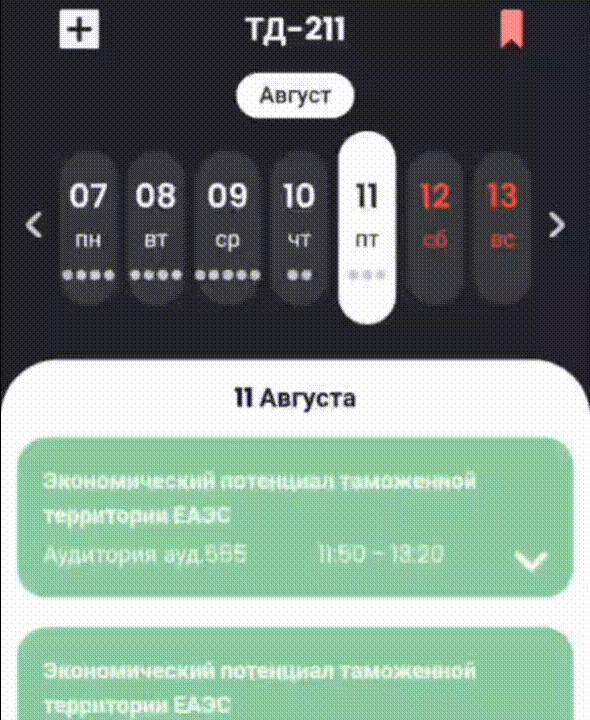 ТД-211
Август
07 08 09 10 11 12 13
пн вт ср чт пт сб вс
11 Августа
Экономический потенциал таможенной
территории ЕАЭС
Аудитория ауд.565 11:50 - 13:20
Экономический потенциал таможенной
территории ЕАЭС